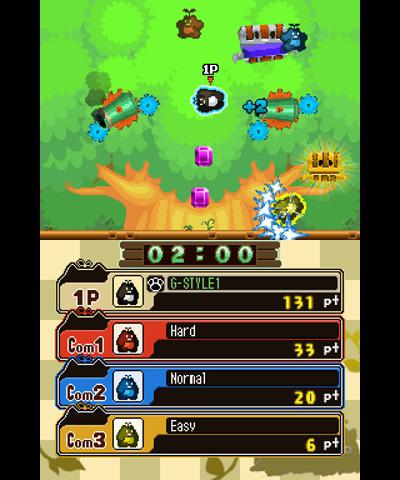 1P
+2
02:00
1P
G-STYLE1
131 pt
Com1
Hard
33 pt
Com2
Normal
20 pt
Com3
Easy
6 pt